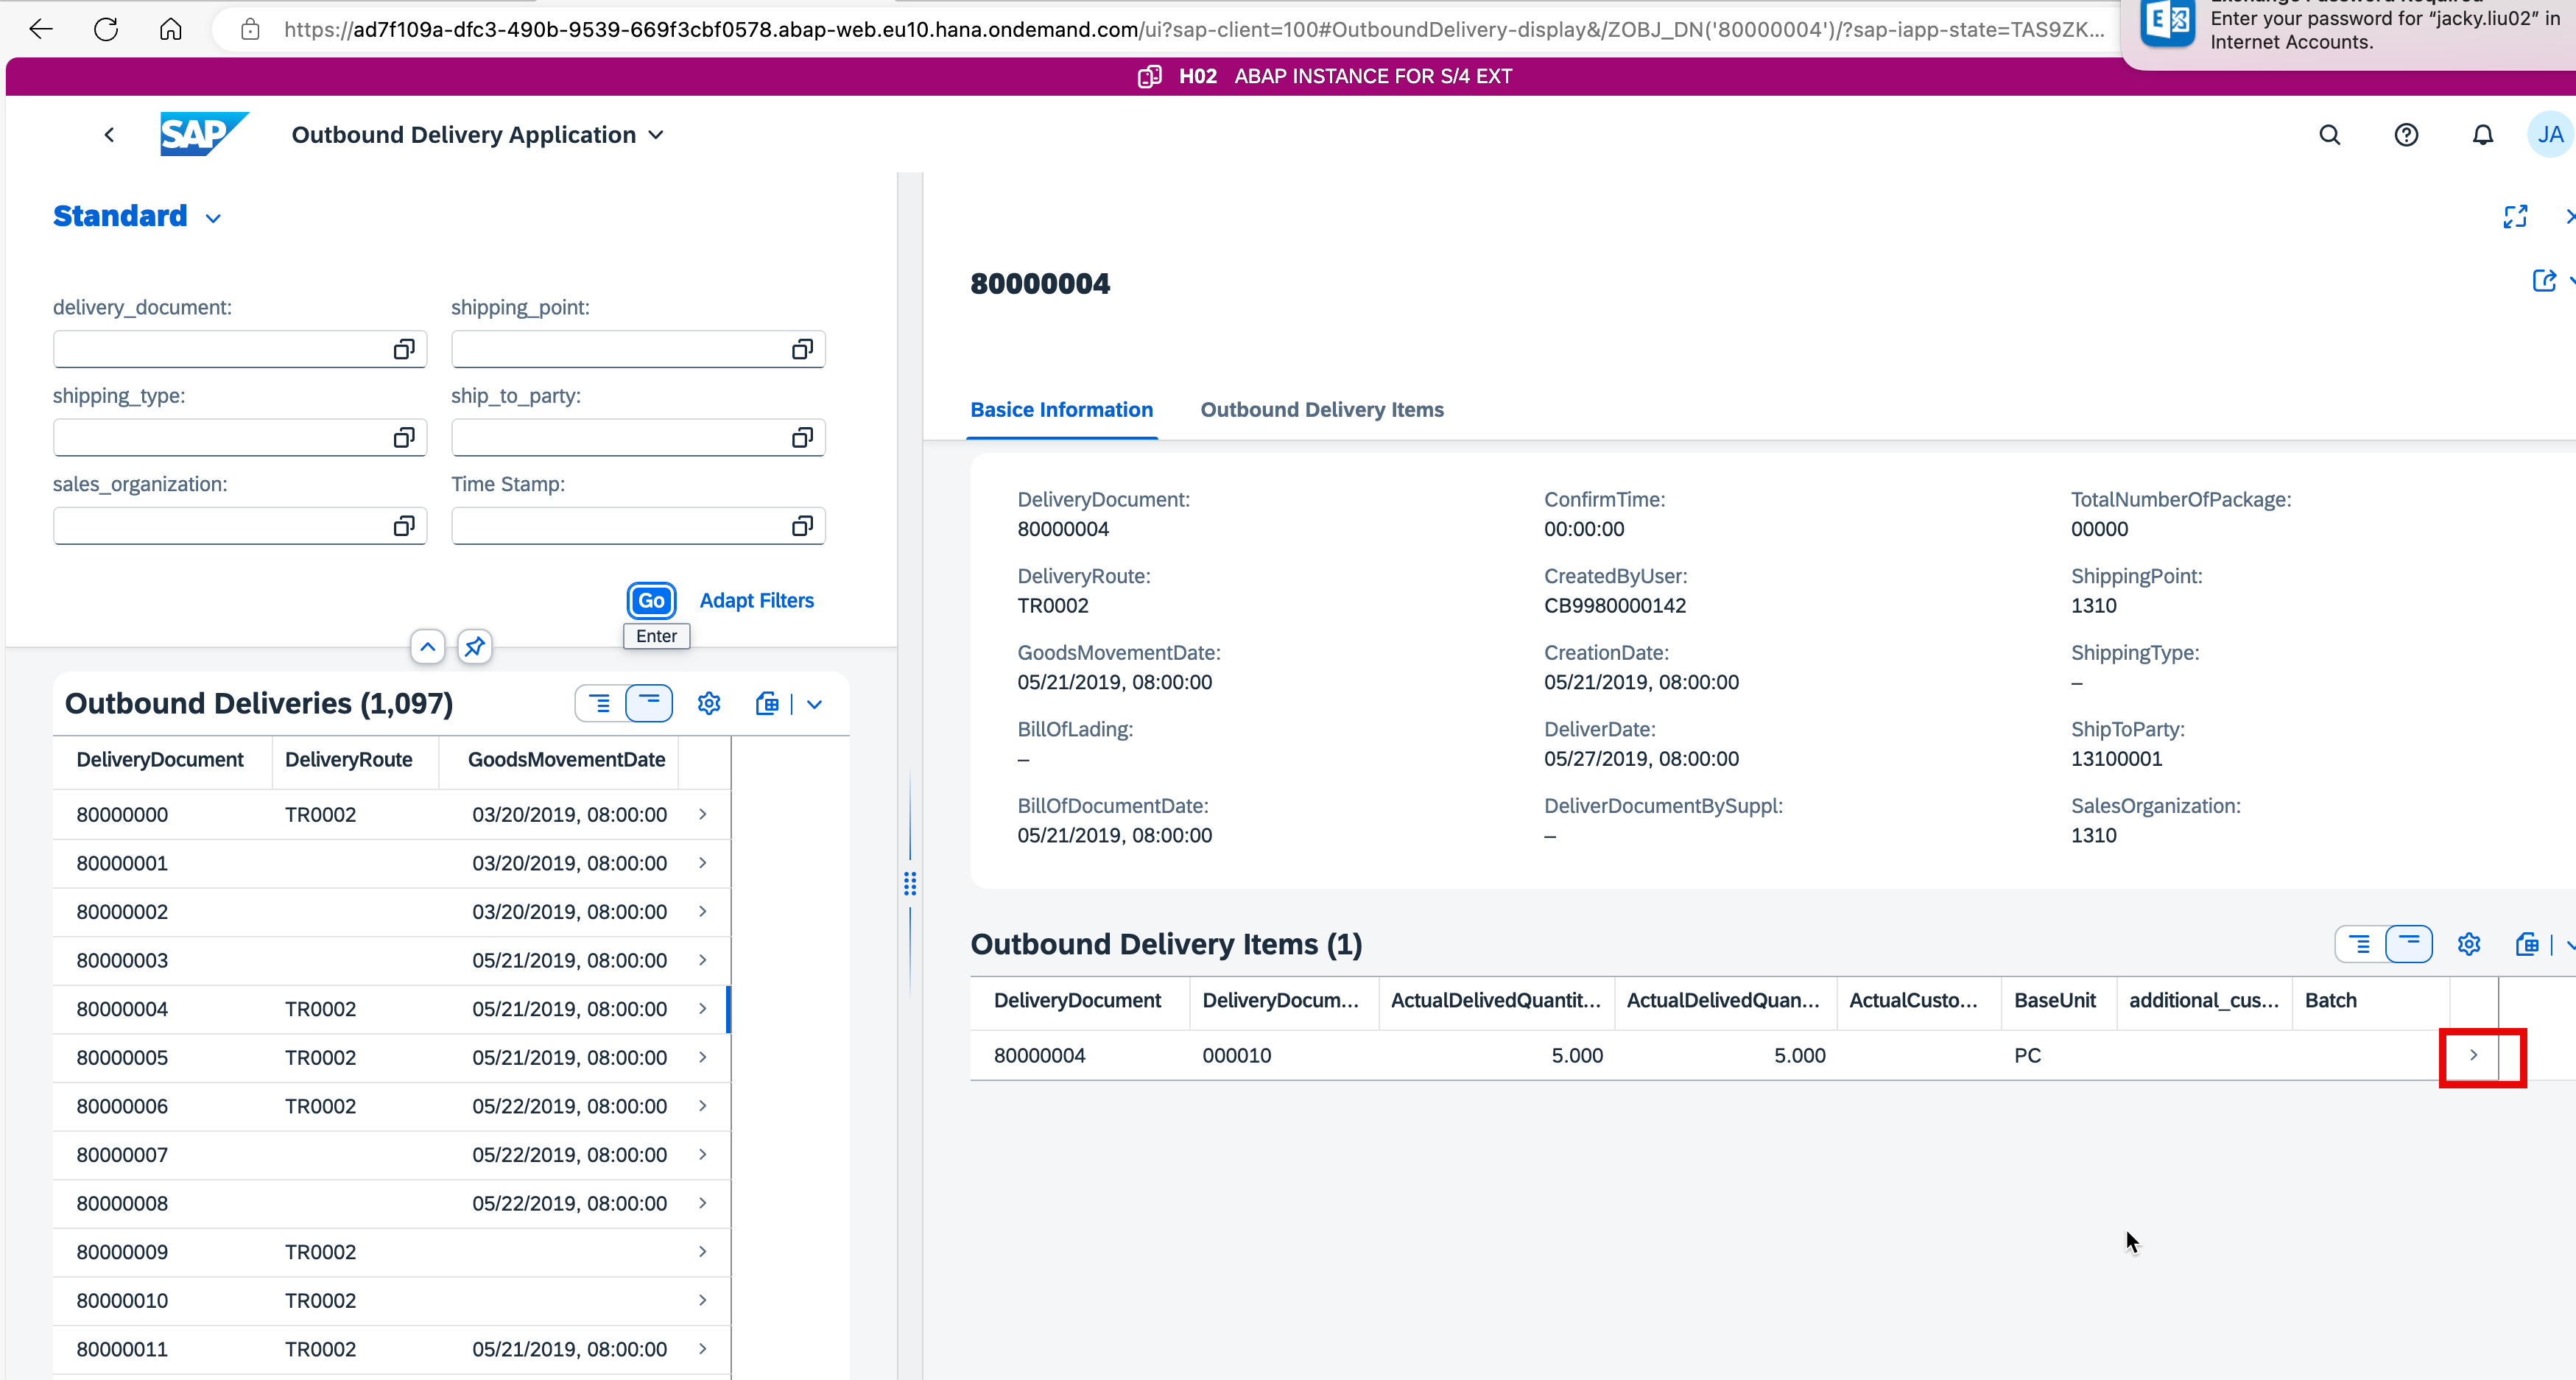 Enter your password for “jacky.liu02” in
Internet Accounts.
https://ad7f109a-dfc3-490b-9539-669f3cbf0578.abap-web.eu10.hana.ondemand.com/ui?sap-client=100#OutboundDelivery-display&/ZOBJ_DN('80000004')/?sap-iapp-state=TAS9ZK...
H02 ABAP INSTANCE FOR S/4 EXT
SAP Outbound Delivery Application
JA
Standard
delivery_document:
shipping_point:
shipping_type:
ship_to_party:
sales_organization:
Time Stamp:
Go Adapt Filters
Enter
Outbound Deliveries (1,097)
DeliveryDocument DeliveryRoute GoodsMovementDate
80000000 TR0002 03/20/2019, 08:00:00
80000001 03/20/2019, 08:00:00
80000002 03/20/2019, 08:00:00
80000003 05/21/2019, 08:00:00
80000004 TR0002 05/21/2019, 08:00:00
80000005 TR0002 05/21/2019, 08:00:00
80000006 TR0002 05/22/2019, 08:00:00
80000007 05/22/2019, 08:00:00
80000008 05/22/2019, 08:00:00
80000009 TR0002
80000010 TR0002
80000011 TR0002 05/21/2019, 08:00:00
80000004
Basice Information Outbound Delivery Items
DeliveryDocument:
80000004
DeliveryRoute:
TR0002
GoodsMovementDate:
05/21/2019, 08:00:00
BillOfLading:
–
BillOfDocumentDate:
05/21/2019, 08:00:00
ConfirmTime:
00:00:00
CreatedByUser:
CB9980000142
CreationDate:
05/21/2019, 08:00:00
DeliverDate:
05/27/2019, 08:00:00
DeliverDocumentBySuppl:
–
TotalNumberOfPackage:
00000
ShippingPoint:
1310
ShippingType:
–
ShipToParty:
13100001
SalesOrganization:
1310
Outbound Delivery Items (1)
DeliveryDocument DeliveryDocum... ActualDelivedQuantit... ActualDelivedQuan... ActualCusto... BaseUnit additional_cus... Batch
80000004 000010 5.000 5.000 PC